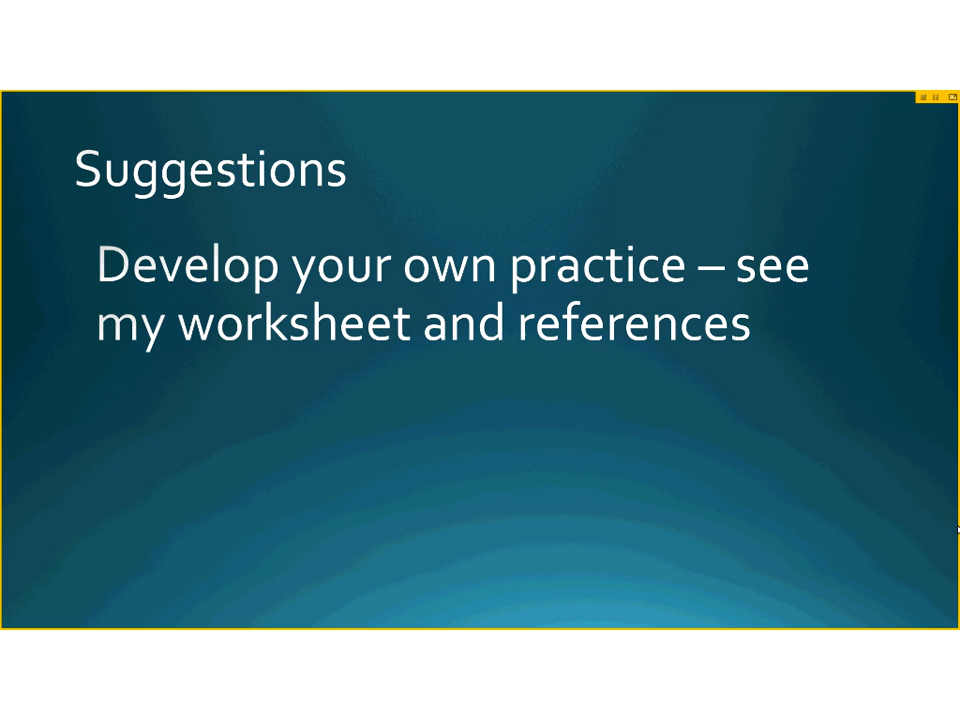 Suggestions
Develop your own practice – see
my worksheet and references